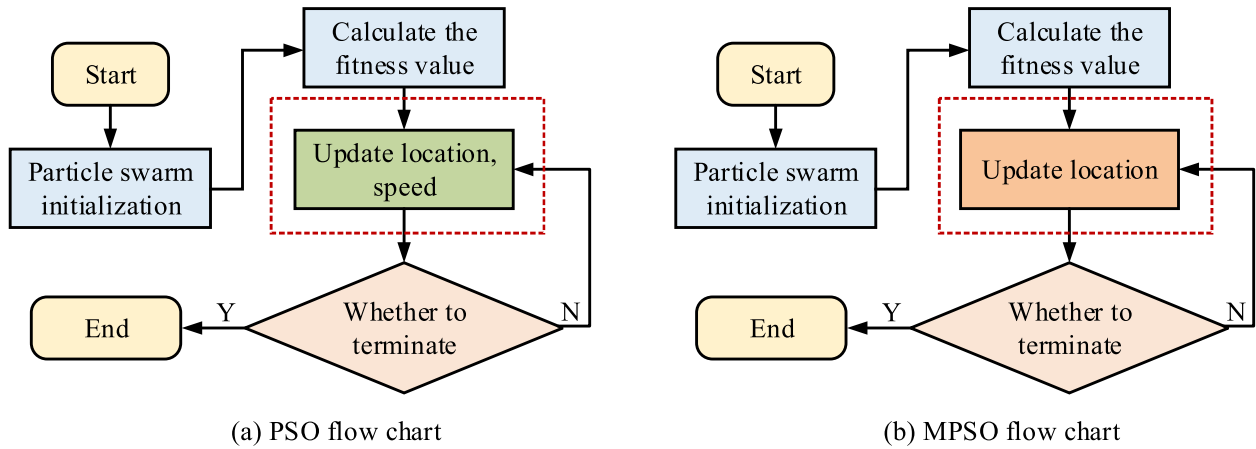 Start
Particle swarm
initialization
Calculate the
fitness value
Update location,
speed
Whether to
terminate
Y
N
End
(a) PSO flow chart
Start
Particle swarm
initialization
Calculate the
fitness value
Update location
Whether to
terminate
Y
N
End
(b) MPSO flow chart